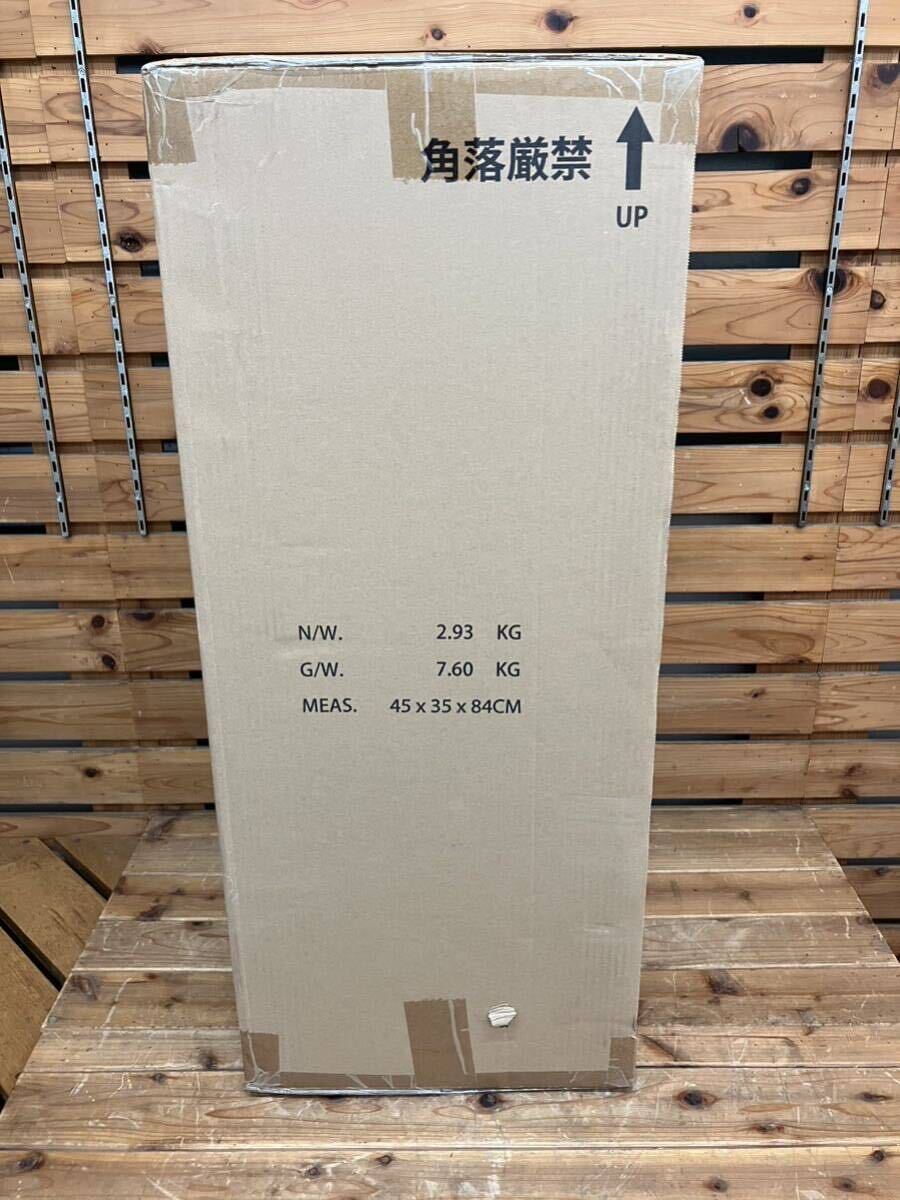 角落厳禁
UP
N/W. 2.93 KG
G/W. 7.60 KG
MEAS. 45 x 35 x 84CM